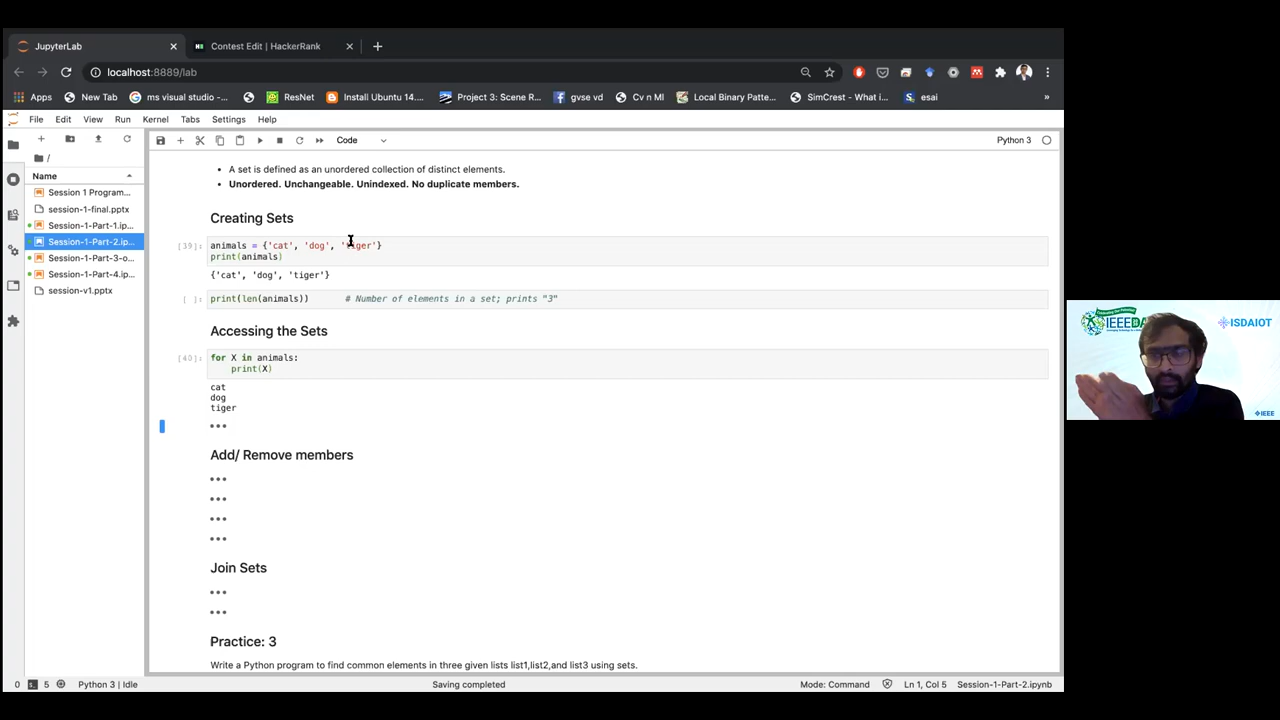 JupyterLab
Contest Edit | HackerRank
localhost:8889/lab
Apps
New Tab
ms visual studio -...
ResNet
Install Ubuntu 14....
Project 3: Scene R...
gvse vd
Cv n Ml
Local Binary Patte...
SimCrest - What i...
esai
»
File Edit View Run Kernel Tabs Settings Help
Code
Python 3
/
Name
Session 1 Program...
session-1-final.pptx
Session-1-Part-1.ip...
Session-1-Part-2.ip...
Session-1-Part-3-o...
Session-1-Part-4.ip...
session-v1.pptx
• A set is defined as an unordered collection of distinct elements.
• Unordered. Unchangeable. Unindexed. No duplicate members.
Creating Sets
[39]: animals = {'cat', 'dog', 'tiger'}
print(animals)
{'cat', 'dog', 'tiger'}
[ ]: print(len(animals)) # Number of elements in a set; prints "3"
Accessing the Sets
[40]: for X in animals:
print(X)
cat
dog
tiger
•••
Add/ Remove members
•••
•••
•••
•••
Join Sets
•••
•••
Practice: 3
Write a Python program to find common elements in three given lists list1,list2,and list3 using sets.
0 5 Python 3 | Idle
Saving completed
Mode: Command
Ln 1, Col 5
Session-1-Part-2.ipynb
ISDAIOT
IEEE